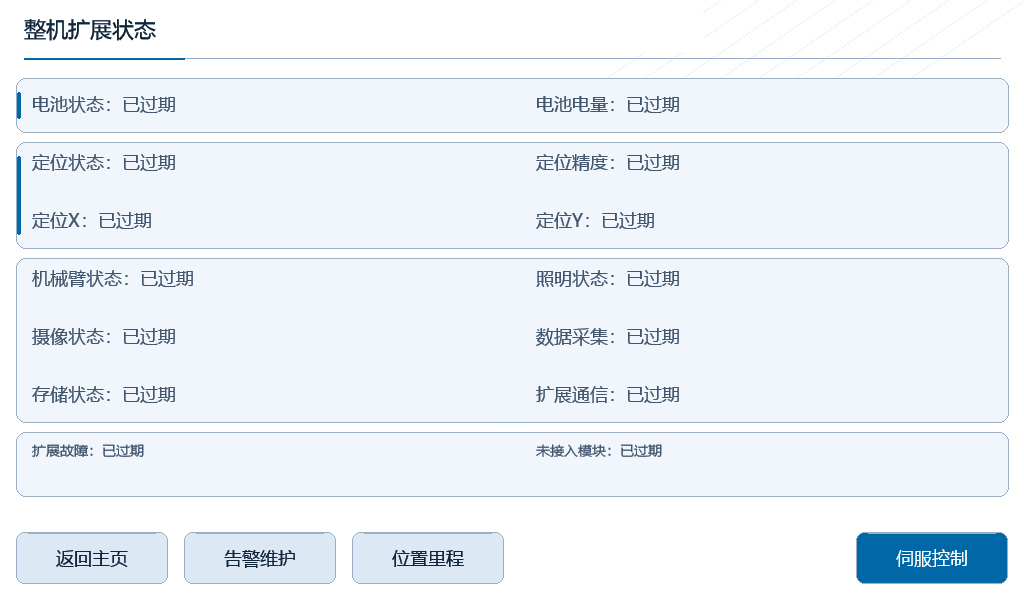 整机扩展状态
电池状态：已过期 电池电量：已过期
定位状态：已过期 定位精度：已过期
定位X：已过期 定位Y：已过期
机械臂状态：已过期 照明状态：已过期
摄像状态：已过期 数据采集：已过期
存储状态：已过期 扩展通信：已过期
扩展故障：已过期 未接入模块：已过期
返回主页 告警维护 位置里程 伺服控制